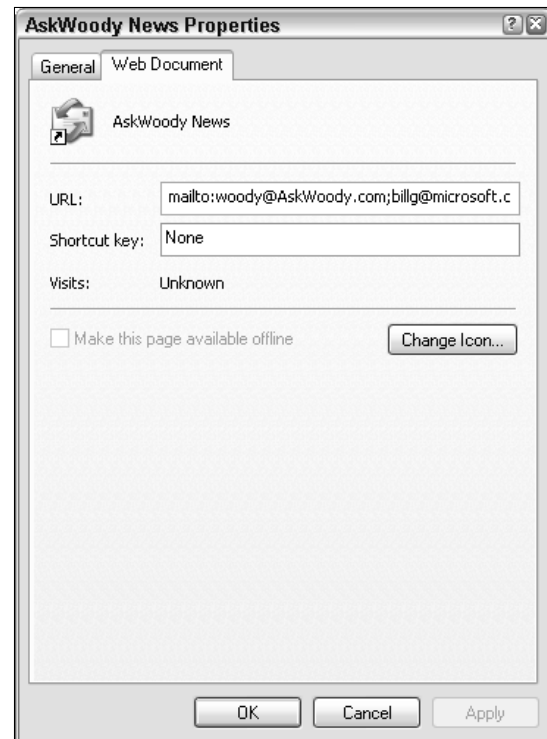 AskWoody News Properties
General Web Document
AskWoody News
URL: mailto:woody@AskWoody.com;billg@microsoft.c
Shortcut key: None
Visits: Unknown
Make this page available offline Change Icon...
OK Cancel Apply